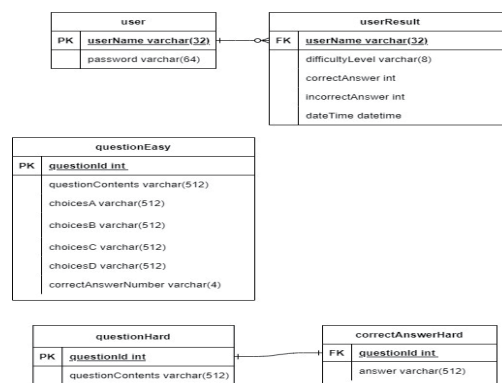 user
PK userName varchar(32)
password varchar(64)
userResult
FK userName varchar(32)
difficultyLevel varchar(8)
correctAnswer int
incorrectAnswer int
dateTime datetime
questionEasy
PK questionId int
questionContents varchar(512)
choicesA varchar(512)
choicesB varchar(512)
choicesC varchar(512)
choicesD varchar(512)
correctAnswerNumber varchar(4)
questionHard
PK questionId int
questionContents varchar(512)
correctAnswerHard
FK questionId int
answer varchar(512)